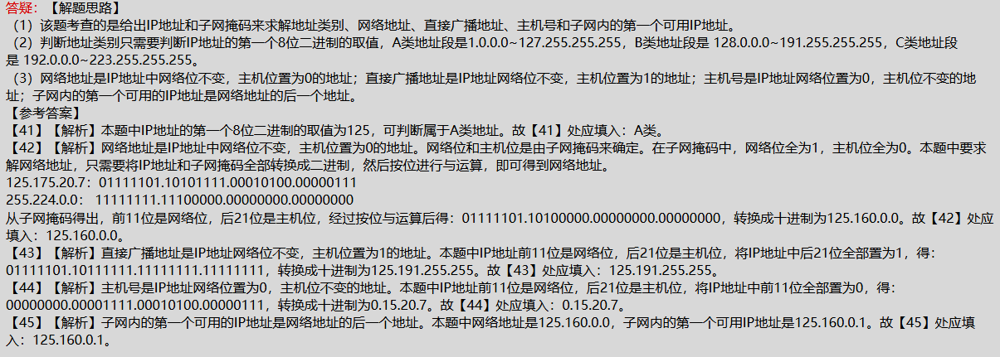 答疑：【解题思路】
（1）该题考查的是给出IP地址和子网掩码来求解地址类别、网络地址、直接广播地址、主机号和子网内的第一个可用IP地址。
（2）判断地址类别只需要判断IP地址的第一个8位二进制的取值，A类地址段是1.0.0.0~127.255.255.255，B类地址段是 128.0.0.0~191.255.255.255，C类地址段
是 192.0.0.0~223.255.255.255。
（3）网络地址是IP地址中网络位不变，主机位置为0的地址；直接广播地址是IP地址网络位不变，主机位置为1的地址；主机号是IP地址网络位置为0，主机位不变的地
址；子网内的第一个可用的IP地址是网络地址的后一个地址。
【参考答案】
【41】【解析】本题中IP地址的第一个8位二进制的取值为125，可判断属于A类地址。故【41】处应填入：A类。
【42】【解析】网络地址是IP地址中网络位不变，主机位置为0的地址。网络位和主机位是由子网掩码来确定。在子网掩码中，网络位全为1，主机位全为0。本题中要求
解网络地址，只需要将IP地址和子网掩码全部转换成二进制，然后按位进行与运算，即可得到网络地址。
125.175.20.7：01111101.10101111.00010100.00000111
255.224.0.0： 11111111.11100000.00000000.00000000
从子网掩码得出，前11位是网络位，后21位是主机位，经过按位与运算后得：01111101.10100000.00000000.00000000，转换成十进制为125.160.0.0。故【42】处应
填入：125.160.0.0。
【43】【解析】直接广播地址是IP地址网络位不变，主机位置为1的地址。本题中IP地址前11位是网络位，后21位是主机位，将IP地址中后21位全部置为1，得：
01111101.10111111.11111111.11111111，转换成十进制为125.191.255.255。故【43】处应填入：125.191.255.255。
【44】【解析】主机号是IP地址网络位置为0，主机位不变的地址。本题中IP地址前11位是网络位，后21位是主机位，将IP地址中前11位全部置为0，得：
00000000.00001111.00010100.00000111，转换成十制为0.15.20.7。故【44】处应填入：0.15.20.7。
【45】【解析】子网内的第一个可用的IP地址是网络地址的后一个地址。本题中网络地址是125.160.0.0，子网内的第一个可用IP地址是125.160.0.1。故【45】处应填
入：125.160.0.1。